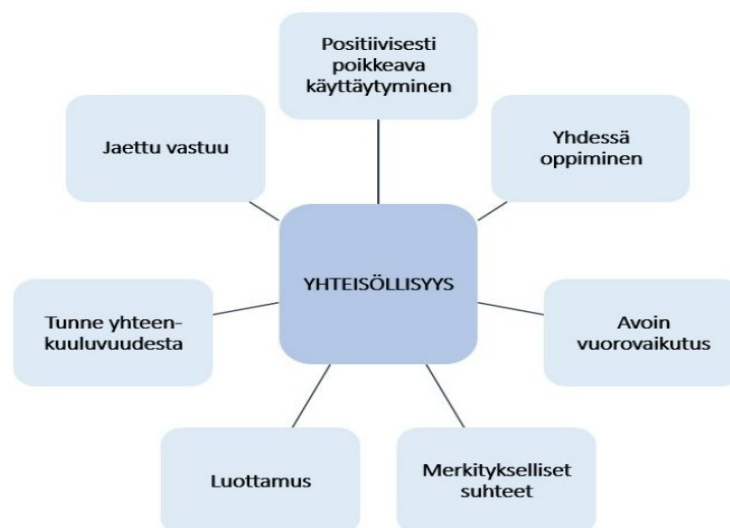 Positiivisesti
poikkeava
käyttäytyminen
Jaettu vastuu
Yhdessä
oppiminen
YHTEISÖLLISYYS
Tunne yhteen-
kuuluvuudesta
Avoin
vuorovaikutus
Luottamus
Merkitykselliset
suhteet